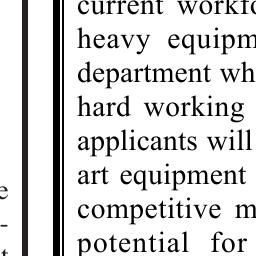 current workfo
heavy equipm
department wh
hard working
applicants will
art equipment
competitive m
potential for
e
-
t